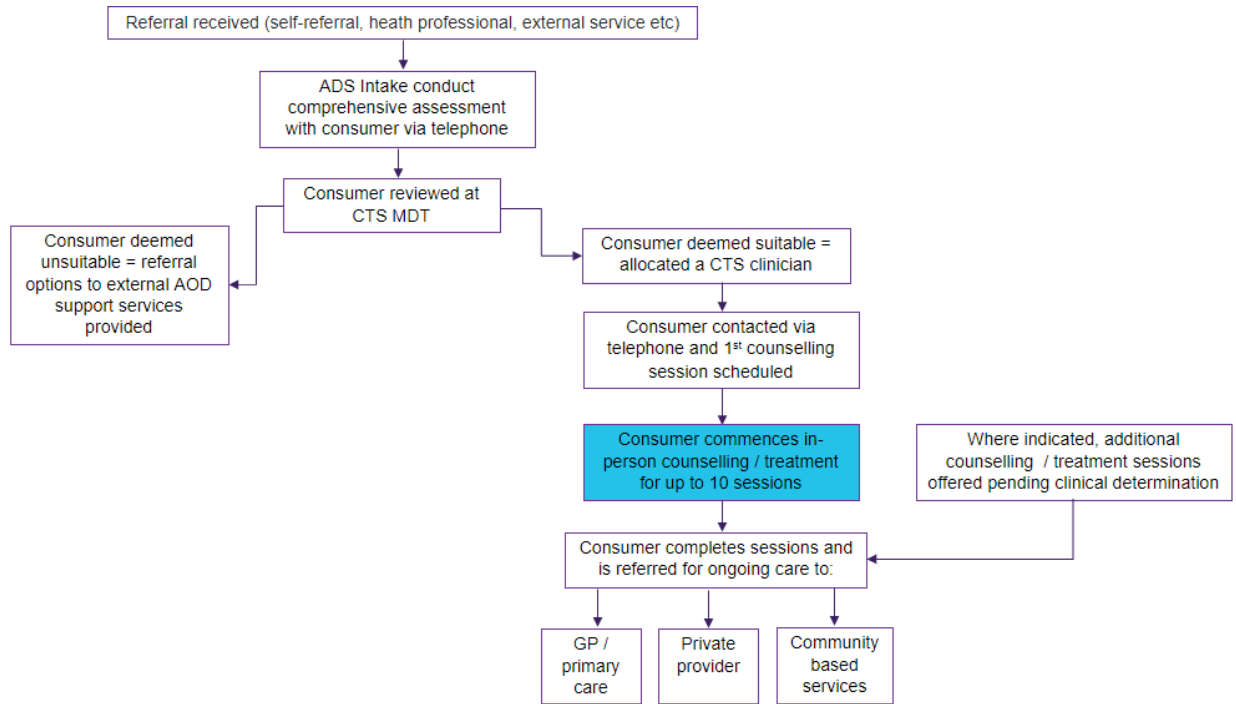 Referral received (self-referral, heath professional, external service etc)
ADS Intake conduct
comprehensive assessment
with consumer via telephone
Consumer reviewed at
CTS MDT
Consumer deemed
unsuitable = referral
options to external AOD
support services
provided
Consumer deemed suitable =
allocated a CTS clinician
Consumer contacted via
telephone and 1st counselling
session scheduled
Consumer commences in-
person counselling / treatment
for up to 10 sessions
Where indicated, additional
counselling / treatment sessions
offered pending clinical determination
Consumer completes sessions and
is referred for ongoing care to:
GP /
primary
care
Private
provider
Community
based
services